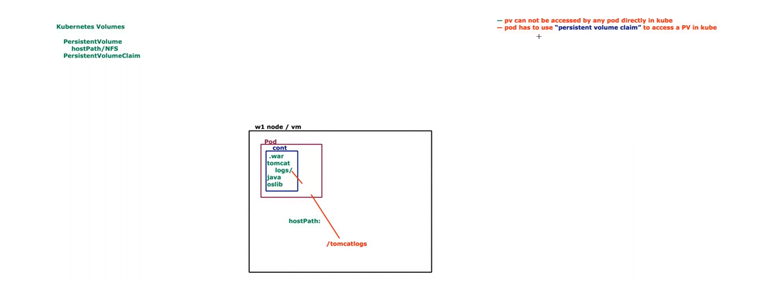 Kubernetes Volumes
PersistentVolume
hostPath/NFS
PersistentVolumeClaim
— pv can not be accessed by any pod directly in kube
— pod has to use "persistent volume claim" to access a PV in kube
w1 node / vm
Pod
cont
.war
tomcat
logs/
java
oslib
hostPath:
/tomcatlogs